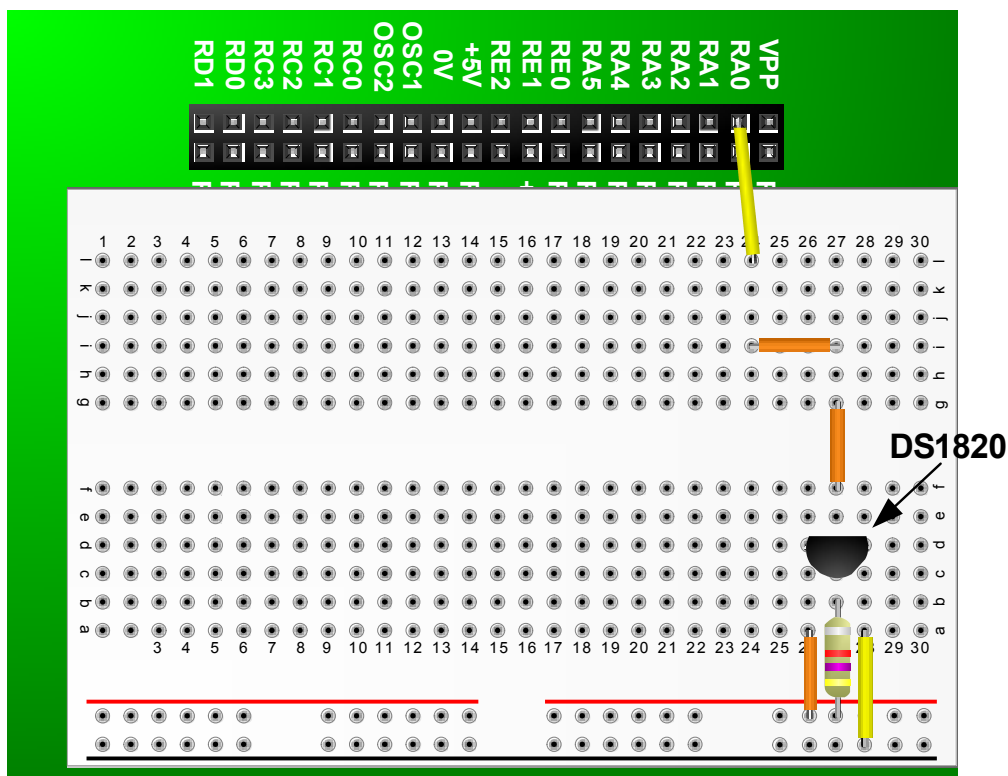 RD1 RD0 RC3 RC2 RC1 RC0 OSC2 OSC1 0V +5V RE2 RE1 RE0 RA5 RA4 RA3 RA2 RA1 RA0 VPP
1 2 3 4 5 6 7 8 9 10 11 12 13 14 15 16 17 18 19 20 21 22 23 25 26 27 28 29 30
l l
k k
j j
i i
h h
g g
DS1820
f f
e e
d d
c c
b b
a a
3 4 5 6 7 8 9 10 11 12 13 14 15 16 17 18 19 20 21 22 23 24 25 29 30